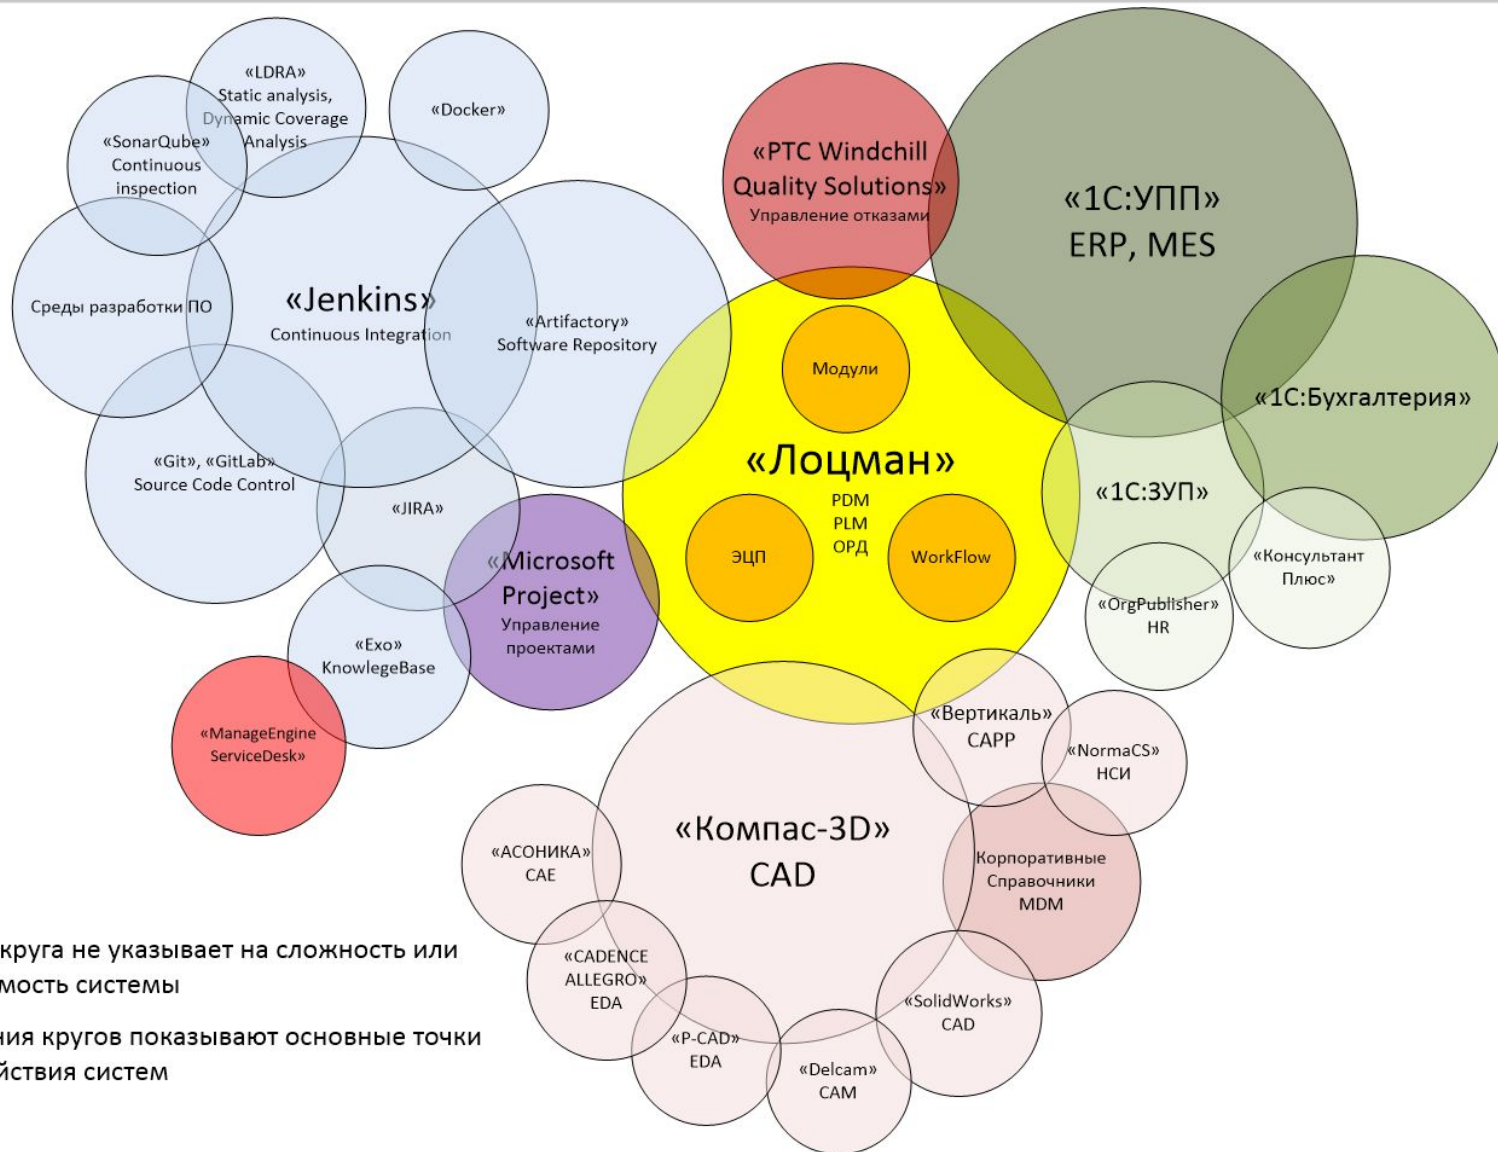 «LDRA»
Static analysis,
Dynamic Coverage
Analysis
«SonarQube»
Continuous
inspection
«Docker»
Среды разработки ПО
«Jenkins»
Continuous Integration
«Artifactory»
Software Repository
«Git», «GitLab»
Source Code Control
«JIRA»
«Microsoft
Project»
Управление
проектами
«Exo»
KnowlegeBase
«ManageEngine
ServiceDesk»
«PTC Windchill
Quality Solutions»
Управление отказами
«1С:УПП»
ERP, MES
«1С:Бухгалтерия»
«1С:ЗУП»
«Консультант
Плюс»
«OrgPublisher»
HR
Модули
«Лоцман»
PDM
PLM
ОРД
ЭЦП
WorkFlow
«Вертикаль»
CAPP
«NormaCS»
НСИ
«Компас-3D»
CAD
Корпоративные
Справочники
MDM
«АСОНИКА»
CAE
«CADENCE
ALLEGRO»
EDA
«P-CAD»
EDA
«Delcam»
CAM
«SolidWorks»
CAD
круга не указывает на сложность или
мость системы
ния кругов показывают основные точки
йствия систем